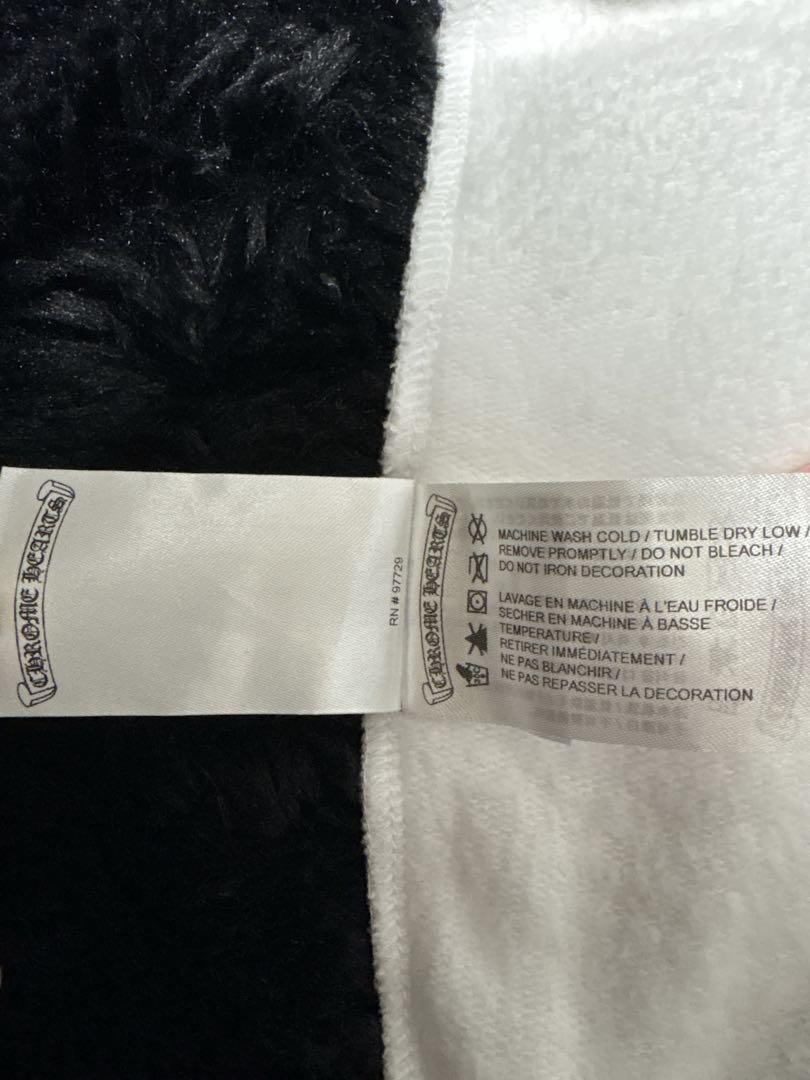 CHROME HEARTS
RN # 97729
CHROME HEARTS
MACHINE WASH COLD / TUMBLE DRY LOW /
REMOVE PROMPTLY / DO NOT BLEACH /
DO NOT IRON DECORATION
LAVAGE EN MACHINE À L'EAU FROIDE /
SECHER EN MACHINE À BASSE
TEMPERATURE /
RETIRER IMMÉDIATEMENT /
NE PAS BLANCHIR /
NE PAS REPASSER LA DECORATION